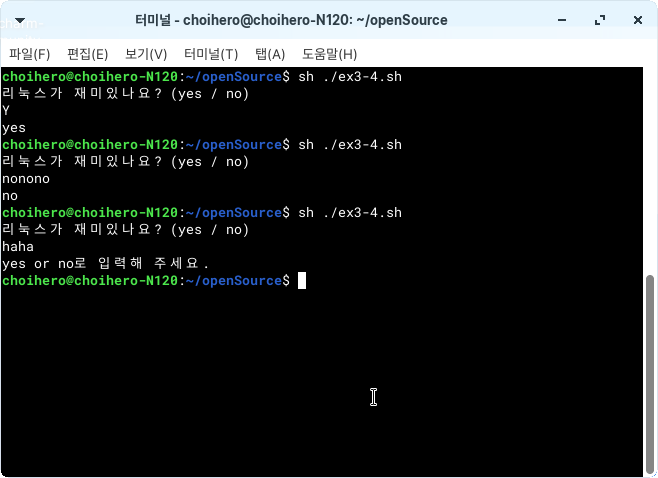 터미널 - choihero@choihero-N120: ~/openSource
파일(F) 편집(E) 보기(V) 터미널(T) 탭(A) 도움말(H)
choihero@choihero-N120:~/openSource$ sh ./ex3-4.sh
리눅스가 재미있나요? (yes / no)
Y
yes
choihero@choihero-N120:~/openSource$ sh ./ex3-4.sh
리눅스가 재미있나요? (yes / no)
nonono
no
choihero@choihero-N120:~/openSource$ sh ./ex3-4.sh
리눅스가 재미있나요? (yes / no)
haha
yes or no로 입력해 주세요.
choihero@choihero-N120:~/openSource$